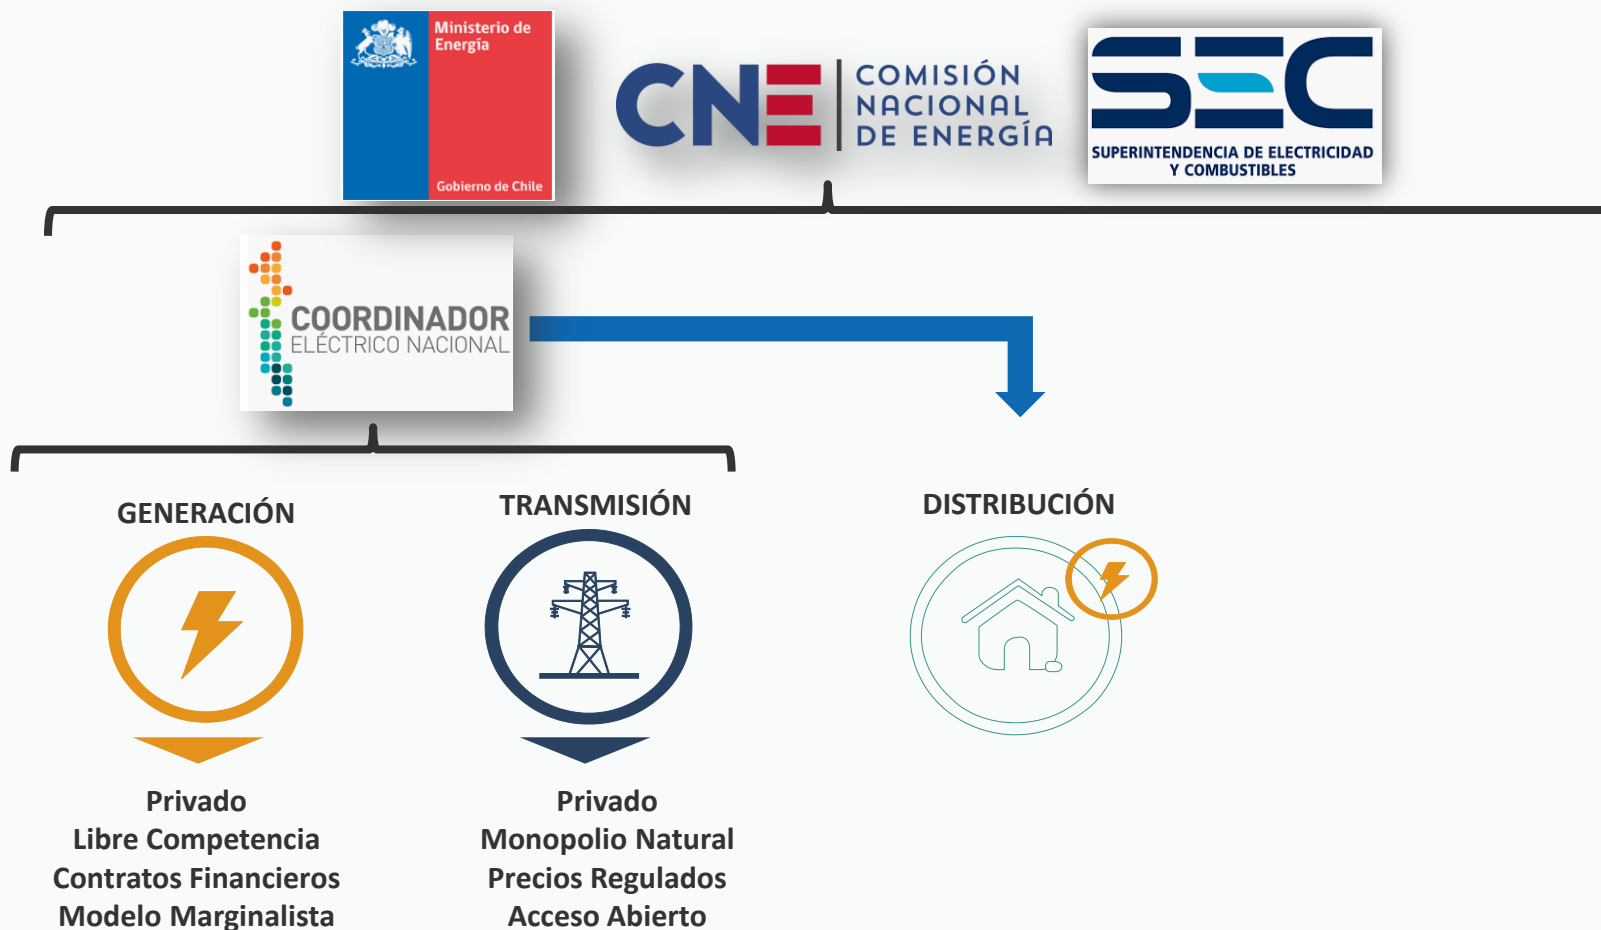 Ministerio de
Energía
Gobierno de Chile
CNE
COMISIÓN
NACIONAL
DE ENERGÍA
SEC
SUPERINTENDENCIA DE ELECTRICIDAD
Y COMBUSTIBLES
COORDINADOR
ELÉCTRICO NACIONAL
GENERACIÓN
TRANSMISIÓN
DISTRIBUCIÓN
Privado
Libre Competencia
Contratos Financieros
Modelo Marginalista
Privado
Monopolio Natural
Precios Regulados
Acceso Abierto